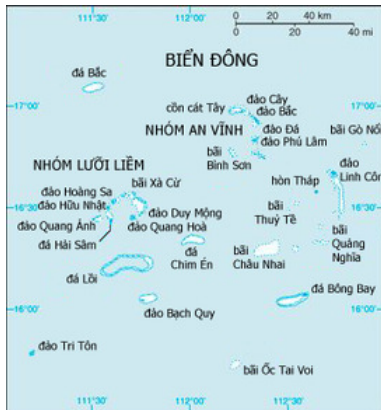 111°30'
112°00'
0 20 40 km
0 20 40 mi
BIỂN ĐÔNG
đá Bắc
17°00'
17°00'
cồn cát Tây
đảo Cây
đảo Bắc
NHÓM AN VĨNH
đảo Đá
đảo Phú Lâm
bãi Gò Nổi
bãi
Bình Sơn
NHÓM LƯỠI LIỀM
bãi Xà Cừ
hòn Tháp
đảo
Linh Côn
đảo Hoàng Sa
đảo Hữu Nhật
đảo Duy Mộng
16°30'
16°30'
bãi
Thuỷ Tề
đảo Quang Ảnh
đảo Quang Hoà
đá Hải Sâm
đá
Chim Én
bãi
Châu Nhai
bãi
Quảng
Nghĩa
đá Lồi
đá Bông Bay
đảo Bạch Quy
16°00'
16°00'
đảo Tri Tôn
bãi Ốc Tai Voi
111°30'
112°00'
112°30'